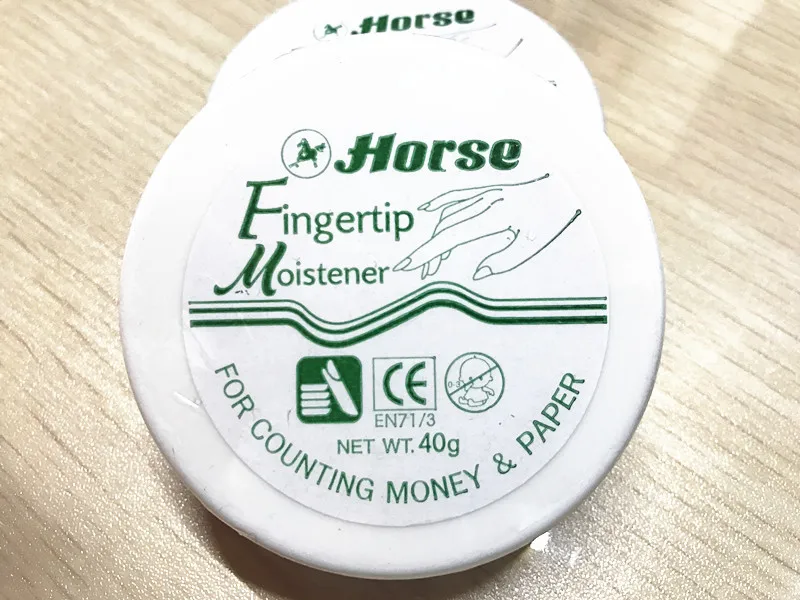 Horse
Horse
Fingertip
Moistener
CE
EN71/3
NET WT. 40g
FOR COUNTING MONEY & PAPER